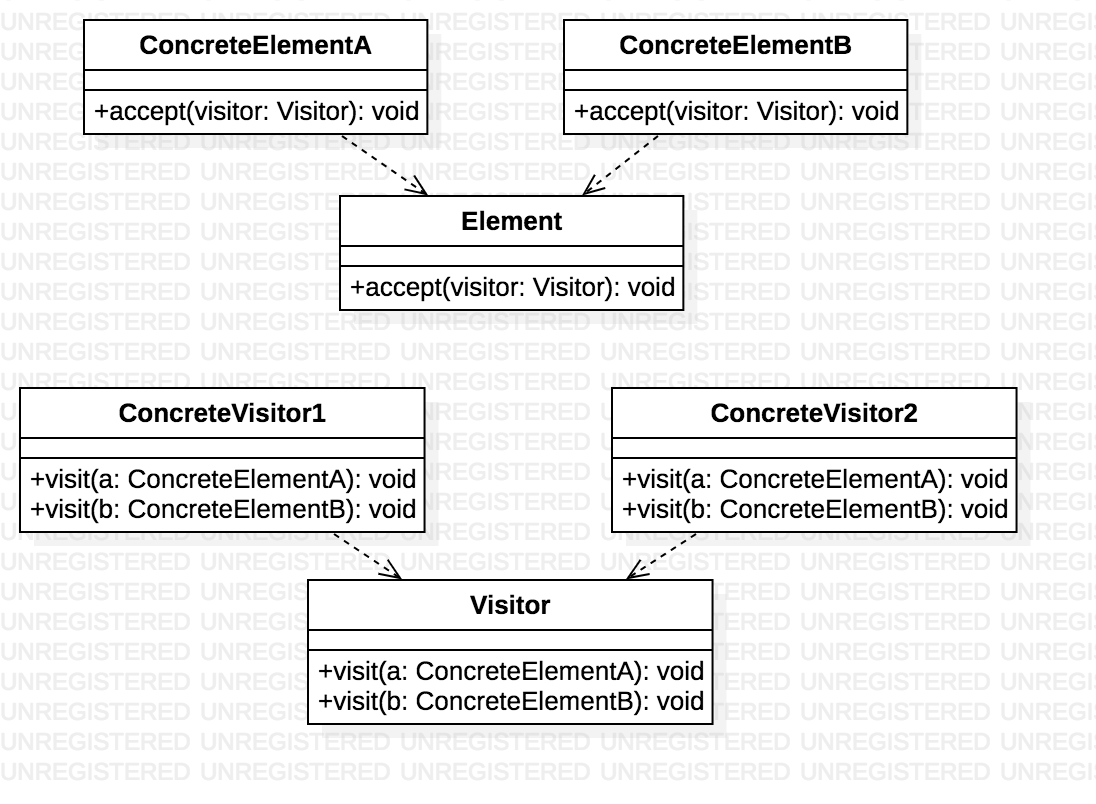 ConcreteElementA
+accept(visitor: Visitor): void
ConcreteElementB
+accept(visitor: Visitor): void
Element
+accept(visitor: Visitor): void
ConcreteVisitor1
+visit(a: ConcreteElementA): void
+visit(b: ConcreteElementB): void
ConcreteVisitor2
+visit(a: ConcreteElementA): void
+visit(b: ConcreteElementB): void
Visitor
+visit(a: ConcreteElementA): void
+visit(b: ConcreteElementB): void
UNREGISTERED UNREGISTERED UNREGISTERED UNREGISTERED UNREGISTERED